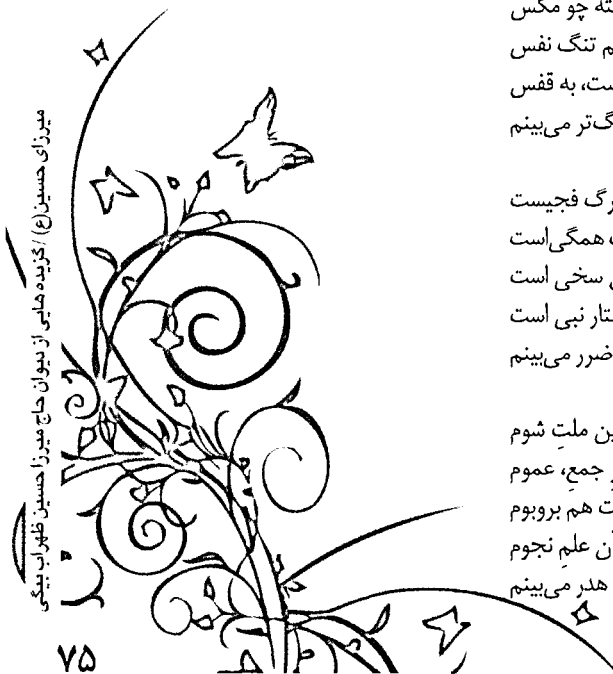 ته چو مگس
م تنگ نفس
ست، به قفس
گ‌تر می‌بینم
رگ فجیست
همگی‌است
سخی است
تار نبی است
ضرر می‌بینم
ین ملتِ شوم
جمع، عموم
ت هم بروبوم
ن علمِ نجوم
هدر می‌بینم
میرزای حسین(ع) / گزیده هایی از دیوان حاج میرزا حسین ظهراب بیگی
۷۵